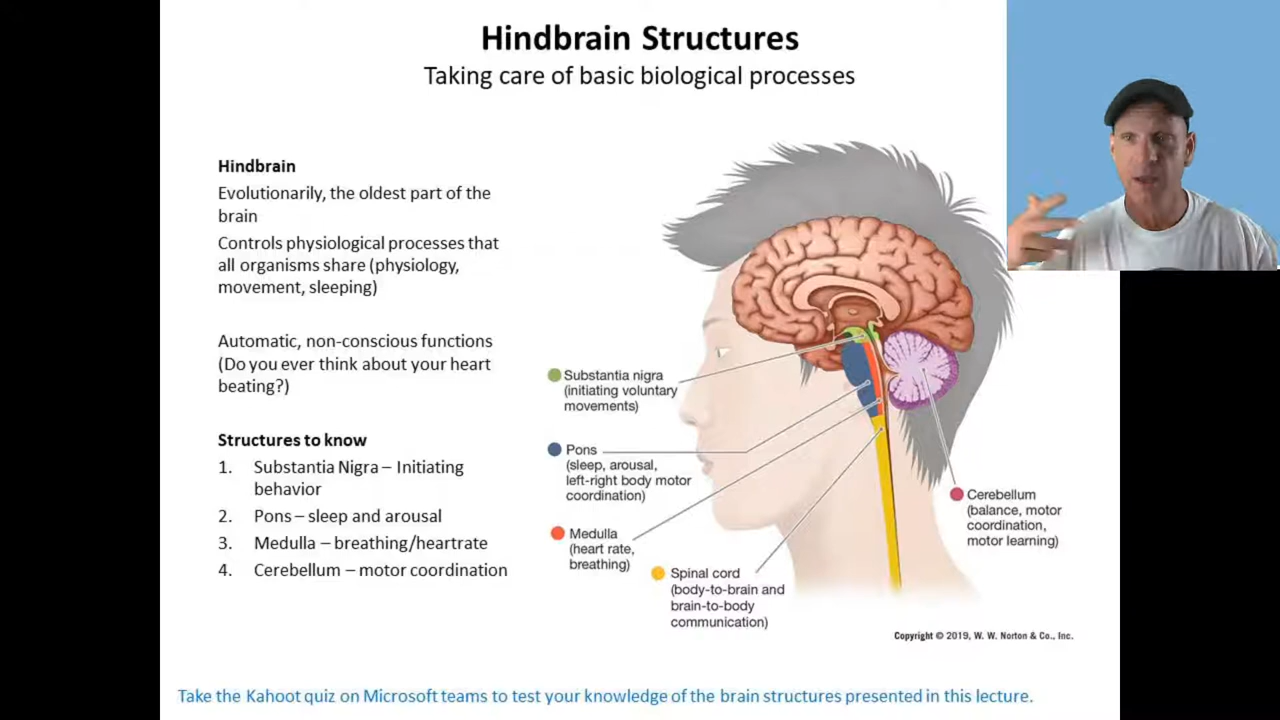 Hindbrain Structures
Taking care of basic biological processes
Hindbrain
Evolutionarily, the oldest part of the
brain
Controls physiological processes that
all organisms share (physiology,
movement, sleeping)
Automatic, non-conscious functions
(Do you ever think about your heart
beating?)
Structures to know
1. Substantia Nigra – Initiating
behavior
2. Pons – sleep and arousal
3. Medulla – breathing/heartrate
4. Cerebellum – motor coordination
Substantia nigra
(initiating voluntary
movements)
Pons
(sleep, arousal,
left-right body motor
coordination)
Medulla
(heart rate,
breathing)
Spinal cord
(body-to-brain and
brain-to-body
communication)
Cerebellum
(balance, motor
coordination,
motor learning)
Copyright © 2019, W. W. Norton & Co., Inc.
Take the Kahoot quiz on Microsoft teams to test your knowledge of the brain structures presented in this lecture.